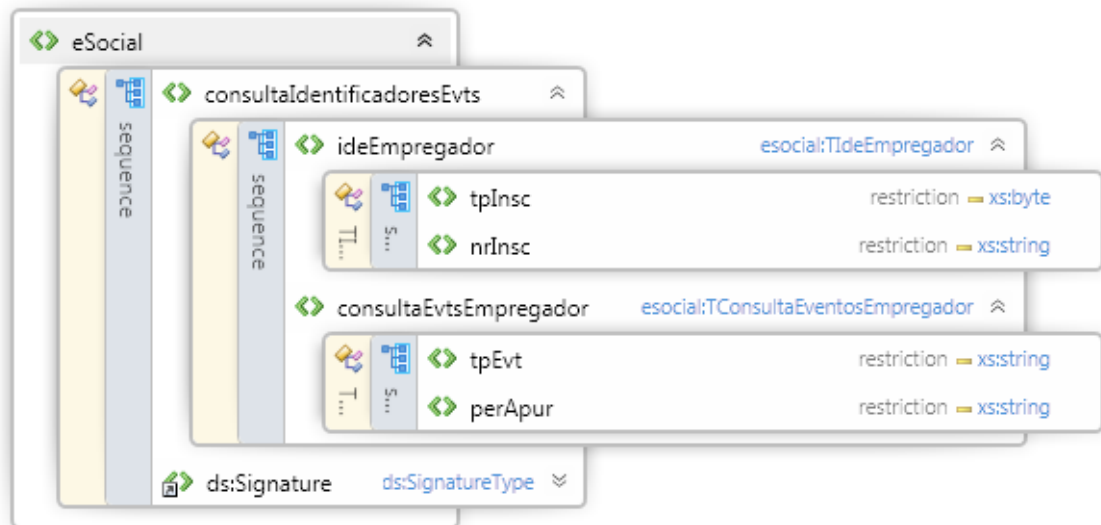 eSocial
consultaIdentificadoresEvts
sequence
ideEmpregador esocial:TIdeEmpregador
sequence
tpInsc restriction xs:byte
TI... s...
nrInsc restriction xs:string
consultaEvtsEmpregador esocial:TConsultaEventosEmpregador
tpEvt restriction xs:string
T... s...
perApur restriction xs:string
ds:Signature ds:SignatureType